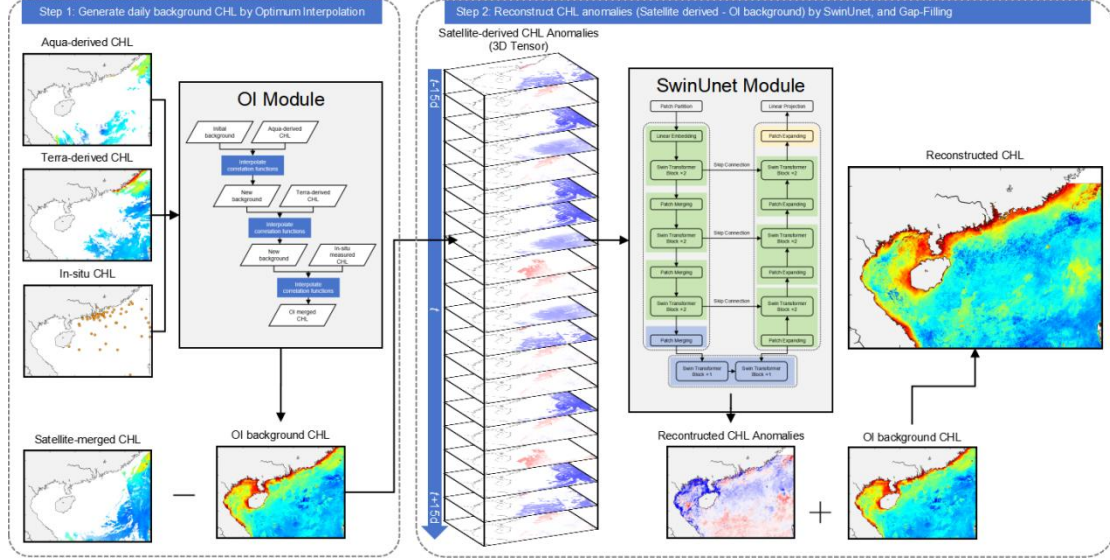 Step 1: Generate daily background CHL by Optimum Interpolation
Aqua-derived CHL
Terra-derived CHL
In-situ CHL
OI Module
Initial
background
Aqua-derived
CHL
Interpolate
correlation functions
New
background
Terra-derived
CHL
Interpolate
correlation functions
New
background
In-situ
measured
CHL
Interpolate
correlation functions
OI merged
CHL
Satellite-merged CHL
OI background CHL
Step 2: Reconstruct CHL anomalies (Satellite derived - OI background) by SwinUnet, and Gap-Filling
Satellite-derived CHL Anomalies
(3D Tensor)
t-15d
t
t+15d
SwinUnet Module
Patch Partition
Linear Embedding
Swin Transformer
Block ×2
Patch Merging
Swin Transformer
Block ×2
Patch Merging
Swin Transformer
Block ×2
Patch Merging
Swin Transformer
Block ×1
Swin Transformer
Block ×1
Skip Connection
Skip Connection
Skip Connection
Linear Projection
Patch Expanding
Swin Transformer
Block ×2
Patch Expanding
Swin Transformer
Block ×2
Patch Expanding
Swin Transformer
Block ×2
Patch Expanding
Reconstructed CHL Anomalies
OI background CHL
Reconstructed CHL